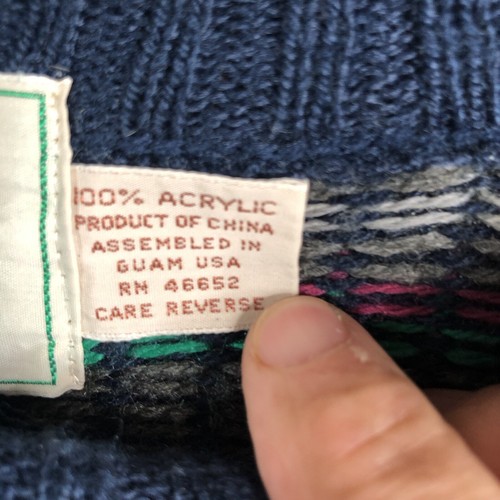 100% ACRYLIC
PRODUCT OF CHINA
ASSEMBLED IN
GUAM USA
RN 46652
CARE REVERSE